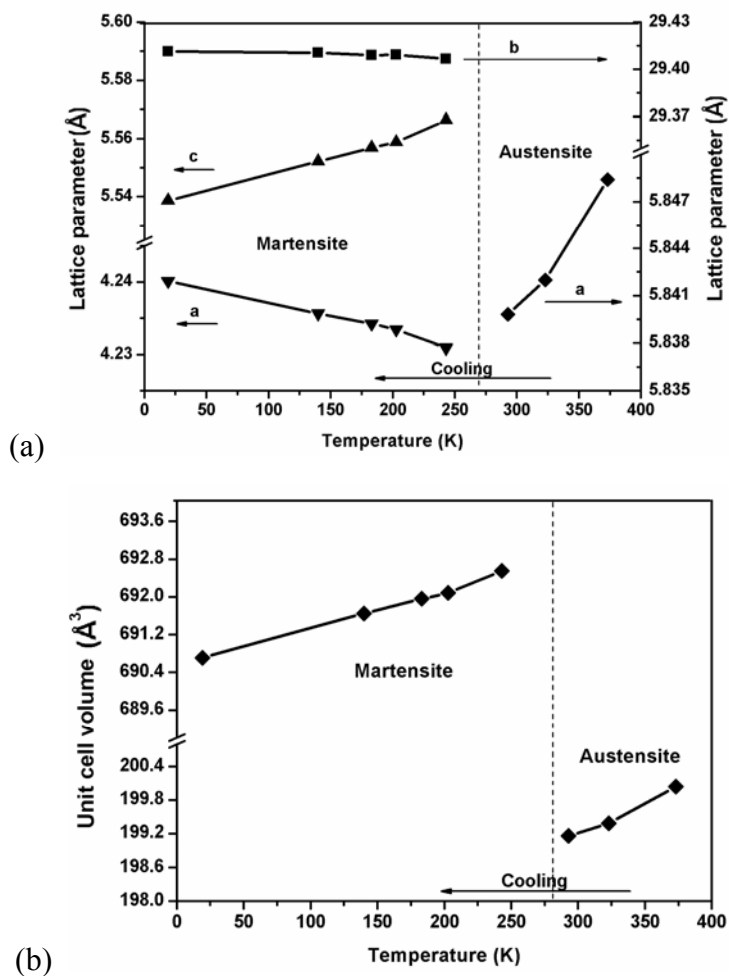 5.60
5.58
5.56
5.54
4.24
4.23
Lattice parameter (Å)
29.43
29.40
29.37
5.847
5.844
5.841
5.838
5.835
Lattice parameter (Å)
b
c
Austensite
Martensite
a
a
Cooling
0 50 100 150 200 250 300 350 400
Temperature (K)
(a)
693.6
692.8
692.0
691.2
690.4
689.6
200.4
199.8
199.2
198.6
198.0
Unit cell volume (Å³)
Martensite
Austensite
Cooling
0 50 100 150 200 250 300 350 400
Temperature (K)
(b)